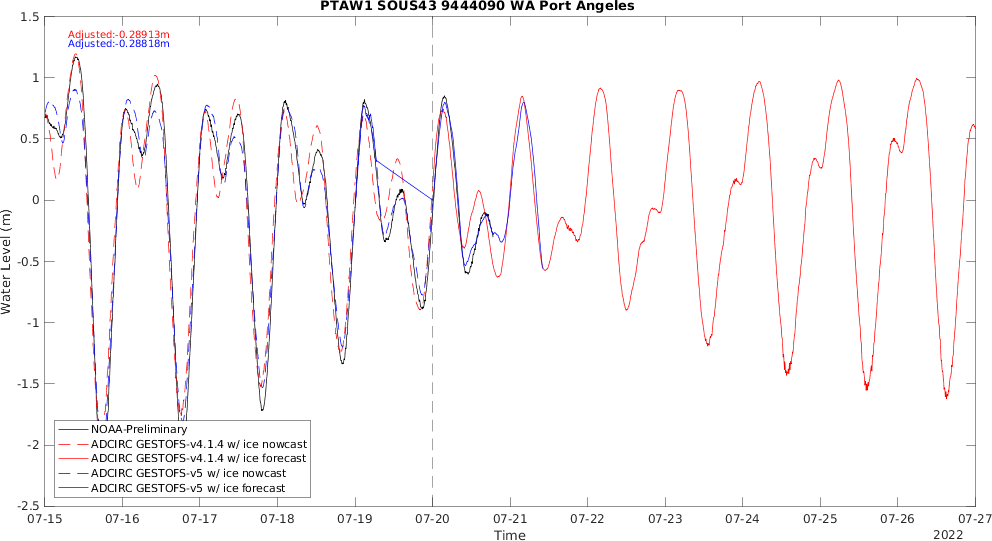 PTAW1 SOUS43 9444090 WA Port Angeles
Adjusted:-0.28913m
Adjusted:-0.28818m
Water Level (m)
1.5
1
0.5
0
-0.5
-1
-1.5
-2
-2.5
NOAA-Preliminary
ADCIRC GESTOFS-v4.1.4 w/ ice nowcast
ADCIRC GESTOFS-v4.1.4 w/ ice forecast
ADCIRC GESTOFS-v5 w/ ice nowcast
ADCIRC GESTOFS-v5 w/ ice forecast
07-15 07-16 07-17 07-18 07-19 07-20 07-21 07-22 07-23 07-24 07-25 07-26 07-27
Time
2022